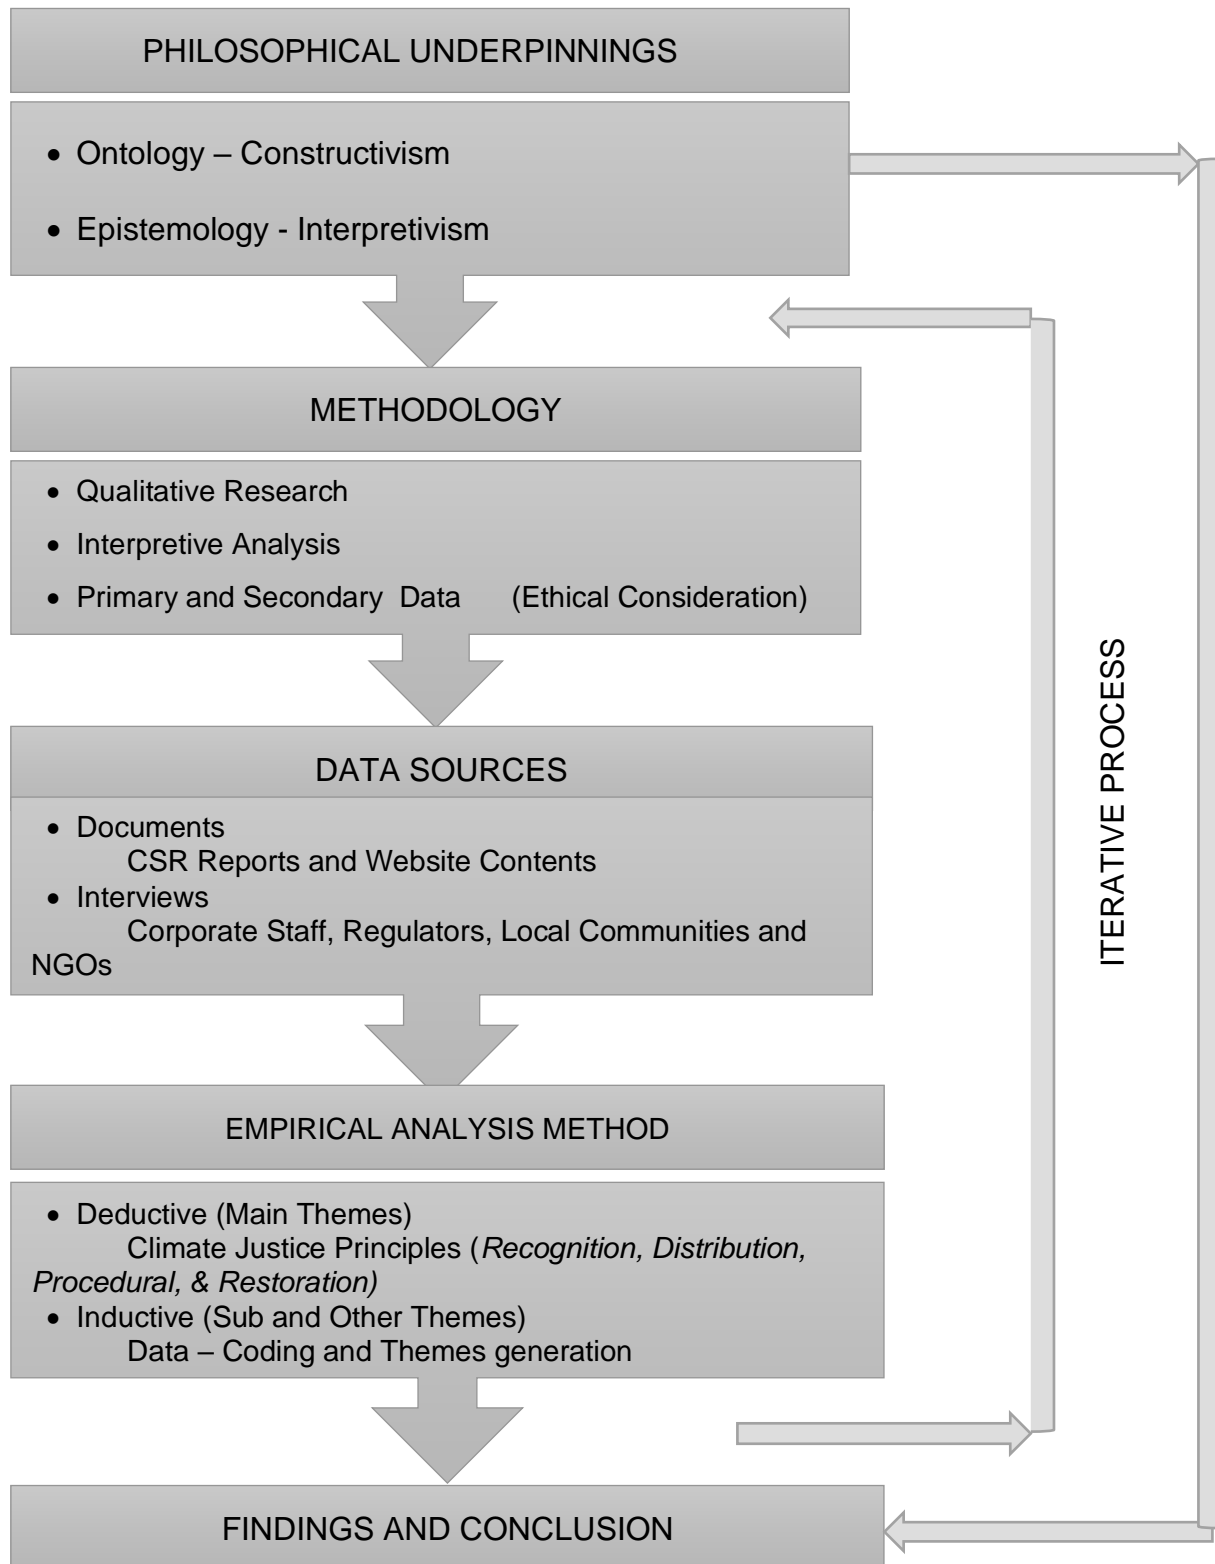 PHILOSOPHICAL UNDERPINNINGS
• Ontology – Constructivism
• Epistemology - Interpretivism
METHODOLOGY
• Qualitative Research
• Interpretive Analysis
• Primary and Secondary Data (Ethical Consideration)
DATA SOURCES
• Documents
CSR Reports and Website Contents
• Interviews
Corporate Staff, Regulators, Local Communities and
NGOs
EMPIRICAL ANALYSIS METHOD
• Deductive (Main Themes)
Climate Justice Principles (Recognition, Distribution,
Procedural, & Restoration)
• Inductive (Sub and Other Themes)
Data – Coding and Themes generation
FINDINGS AND CONCLUSION
ITERATIVE PROCESS